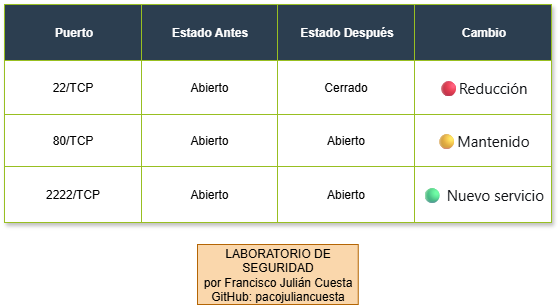 Puerto Estado Antes Estado Después Cambio
22/TCP Abierto Cerrado Reducción
80/TCP Abierto Abierto Mantenido
2222/TCP Abierto Abierto Nuevo servicio
LABORATORIO DE
SEGURIDAD
por Francisco Julián Cuesta
GitHub: pacojuliancuesta